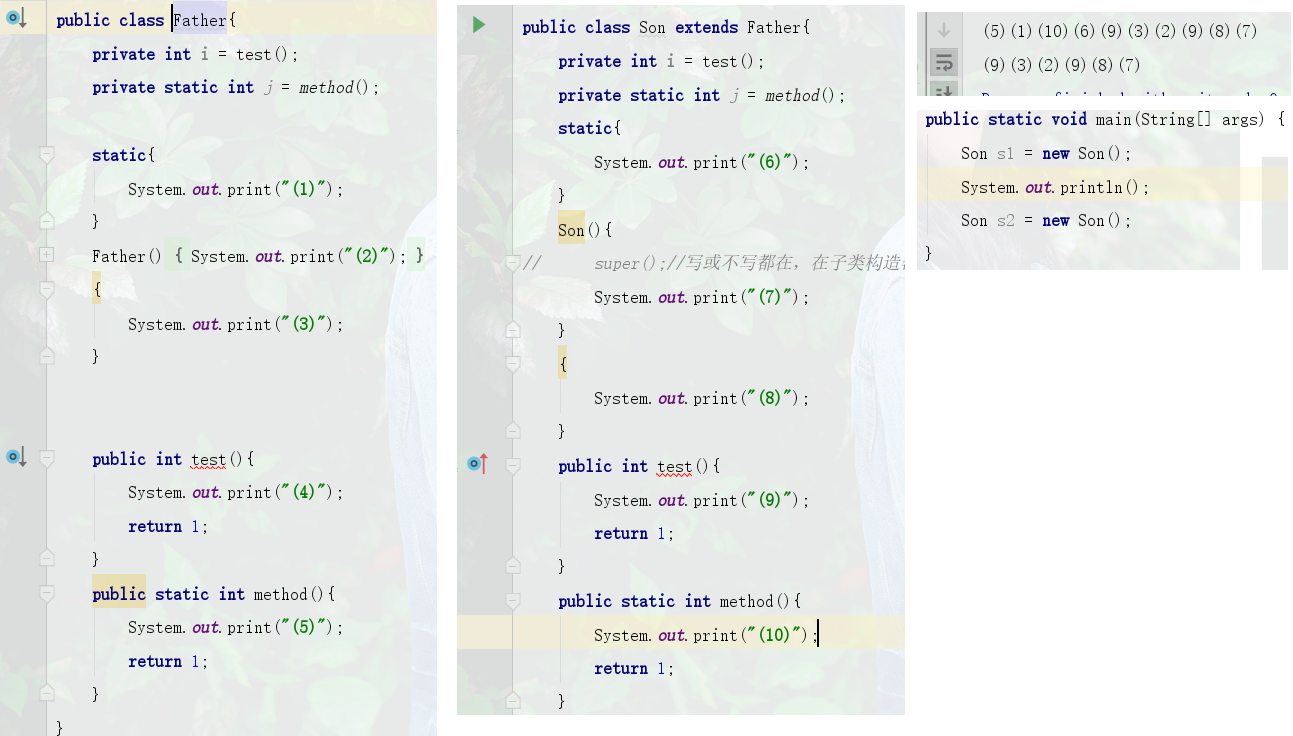 public class Father{
private int i = test();
private static int j = method();
static{
System.out.print("(1)");
}
Father() { System.out.print("(2)"); }
{
System.out.print("(3)");
}
public int test(){
System.out.print("(4)");
return 1;
}
public static int method(){
System.out.print("(5)");
return 1;
}
}
public class Son extends Father{
private int i = test();
private static int j = method();
static{
System.out.print("(6)");
}
Son(){
// super();//写或不写都在，在子类构造
System.out.print("(7)");
}
{
System.out.print("(8)");
}
public int test(){
System.out.print("(9)");
return 1;
}
public static int method(){
System.out.print("(10)");
return 1;
}
(5)(1)(10)(6)(9)(3)(2)(9)(8)(7)
(9)(3)(2)(9)(8)(7)
public static void main(String[] args) {
Son s1 = new Son();
System.out.println();
Son s2 = new Son();
}